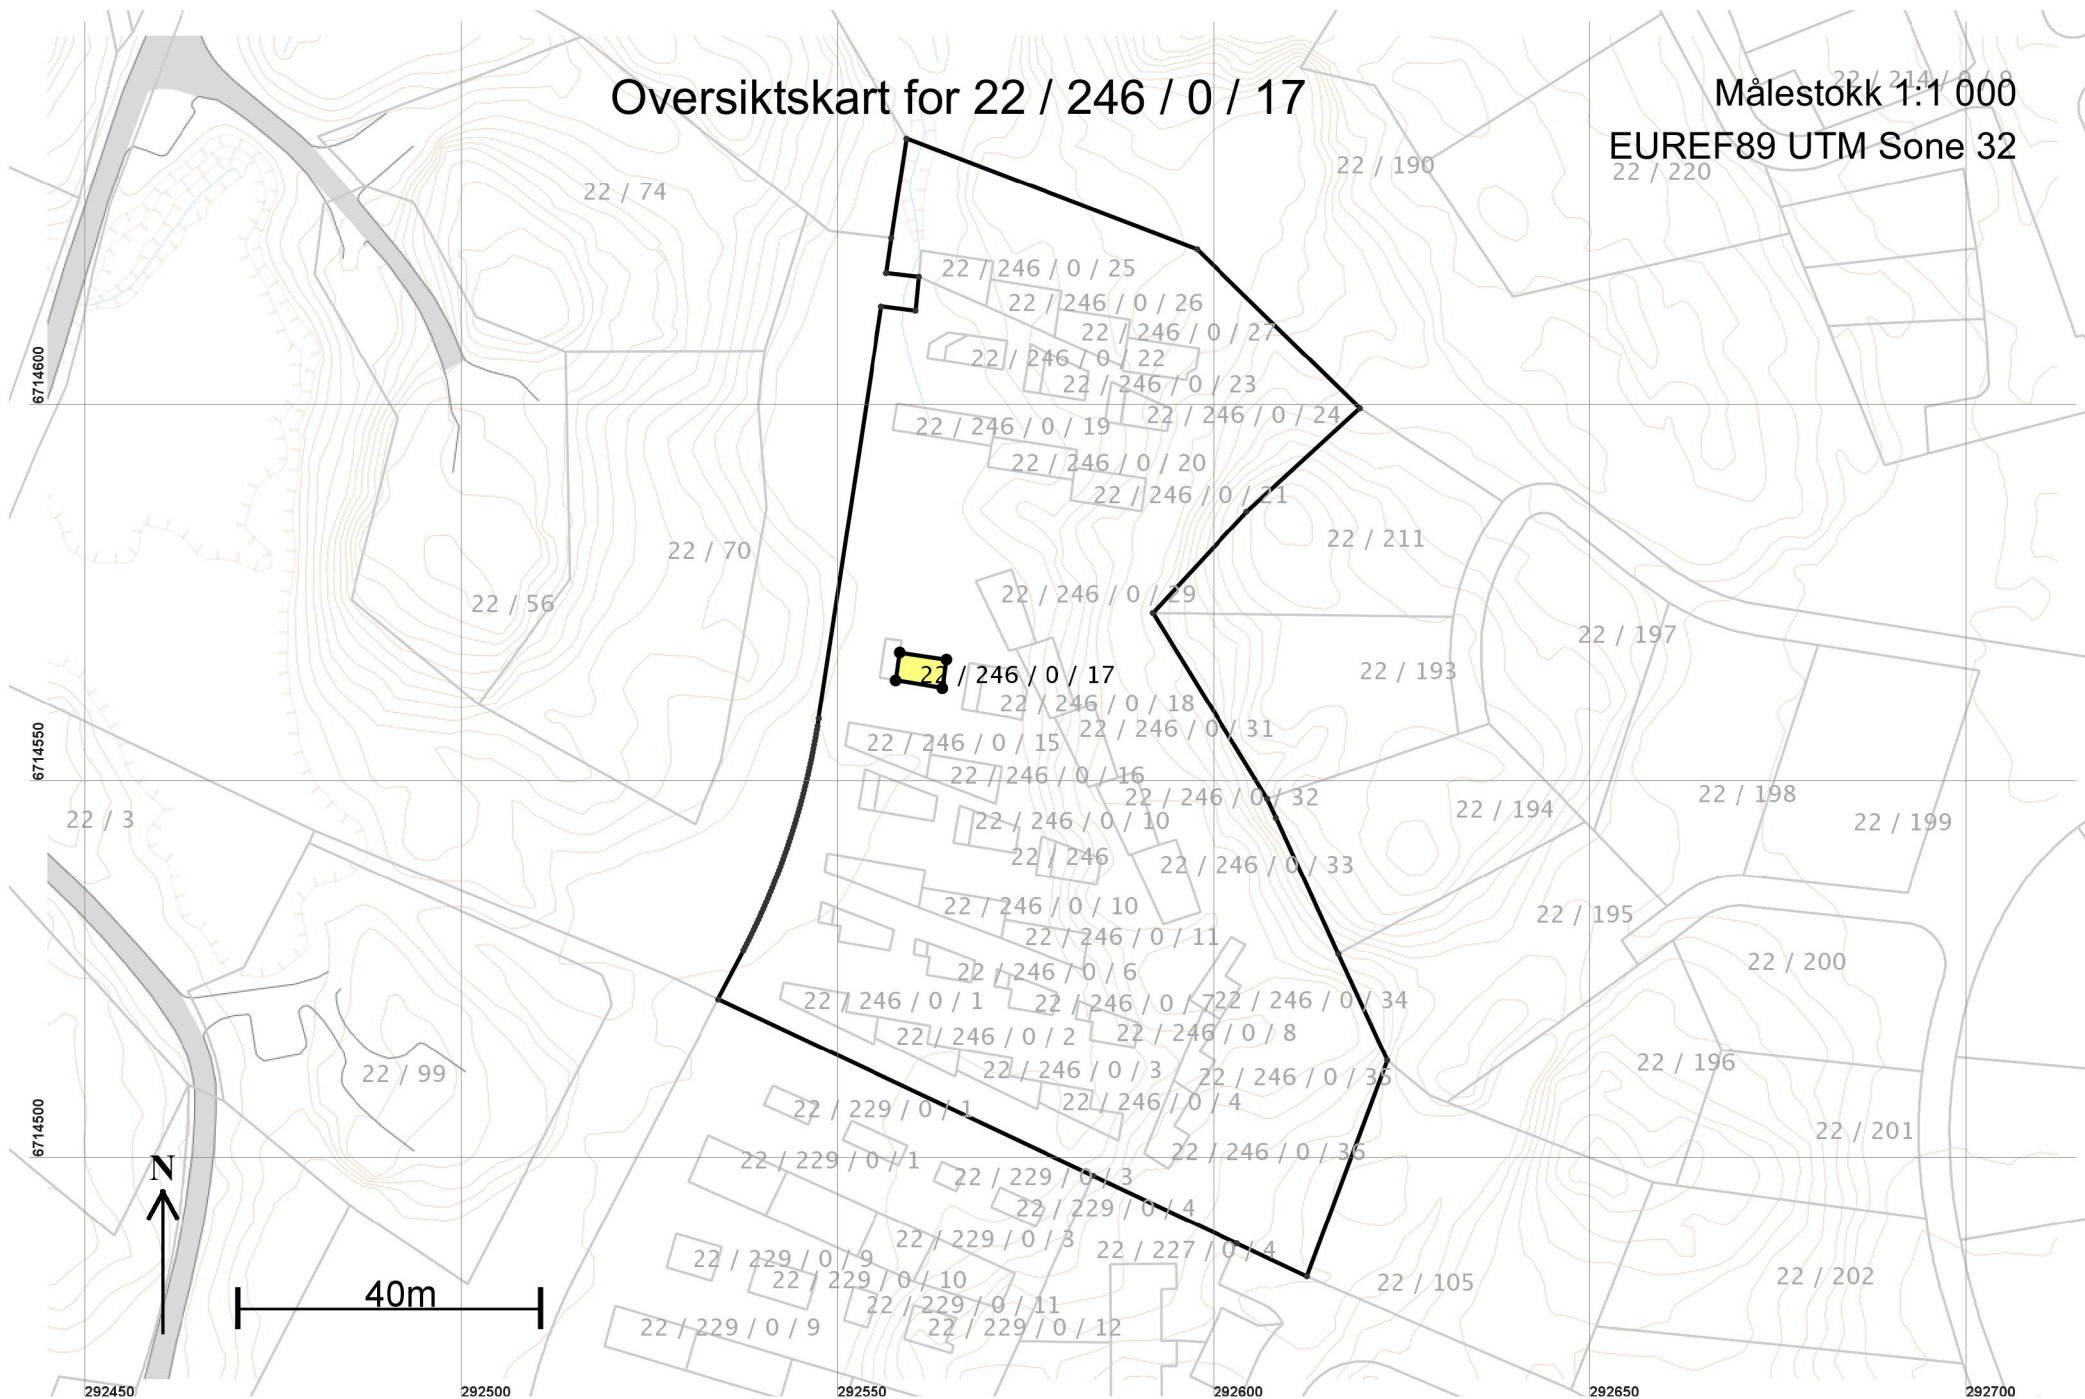 Oversiktskart for 22 / 246 / 0 / 17
Målestokk 1:1 000
EUREF89 UTM Sone 32
22 / 214 / 0 / 8
22 / 74
22 / 190
22 / 220
22 / 246 / 0 / 25
22 / 246 / 0 / 26
22 / 246 / 0 / 27
22 / 246 / 0 / 22
22 / 246 / 0 / 23
22 / 246 / 0 / 24
22 / 246 / 0 / 19
22 / 246 / 0 / 20
22 / 246 / 0 / 21
6714600
22 / 211
22 / 70
22 / 56
22 / 246 / 0 / 29
22 / 197
22 / 193
22 / 246 / 0 / 17
22 / 246 / 0 / 18
22 / 246 / 0 / 31
22 / 246 / 0 / 15
22 / 246 / 0 / 16
6714550
22 / 246 / 0 / 32
22 / 194
22 / 198
22 / 199
22 / 3
22 / 246 / 0 / 10
22 / 246
22 / 246 / 0 / 33
22 / 246 / 0 / 10
22 / 195
22 / 246 / 0 / 11
22 / 200
22 / 246 / 0 / 6
22 / 246 / 0 / 1
22 / 246 / 0 / 7
22 / 246 / 0 / 34
22 / 246 / 0 / 2
22 / 246 / 0 / 8
22 / 196
22 / 99
22 / 246 / 0 / 3
22 / 246 / 0 / 35
22 / 246 / 0 / 4
22 / 229 / 0 / 1
6714500
22 / 201
22 / 246 / 0 / 36
22 / 229 / 0 / 1
N
22 / 229 / 0 / 3
22 / 229 / 0 / 4
22 / 229 / 0 / 3
22 / 227 / 0 / 4
22 / 229 / 0 / 9
22 / 229 / 0 / 10
22 / 105
22 / 202
40m
22 / 229 / 0 / 11
22 / 229 / 0 / 9
22 / 229 / 0 / 12
292450
292500
292550
292600
292650
292700